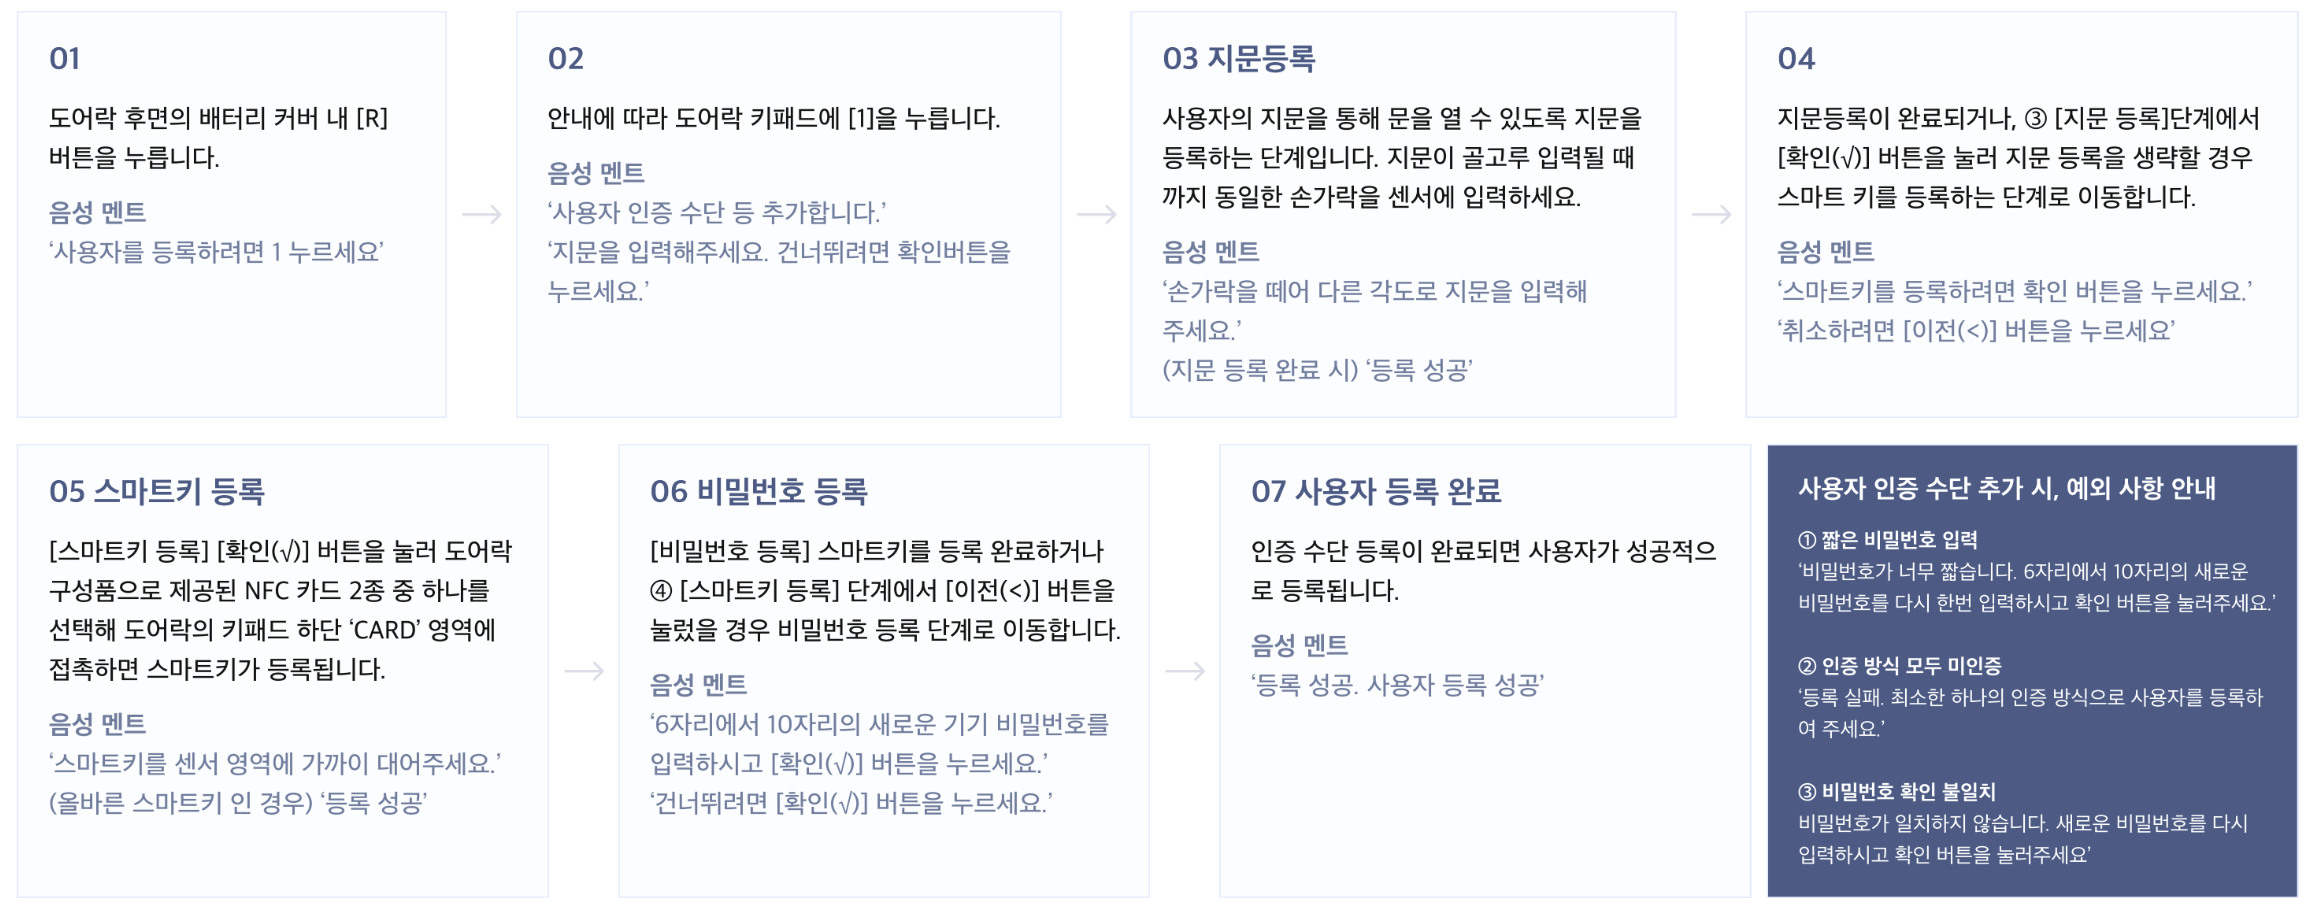 01
도어락 후면의 배터리 커버 내 [R]
버튼을 누릅니다.
음성 멘트
‘사용자를 등록하려면 1 누르세요’
02
안내에 따라 도어락 키패드에 [1]을 누릅니다.
음성 멘트
‘사용자 인증 수단 등 추가합니다.’
‘지문을 입력해주세요. 건너뛰려면 확인버튼을
누르세요.’
03 지문등록
사용자의 지문을 통해 문을 열 수 있도록 지문을
등록하는 단계입니다. 지문이 골고루 입력될 때
까지 동일한 손가락을 센서에 입력하세요.
음성 멘트
‘손가락을 떼어 다른 각도로 지문을 입력해
주세요.’
(지문 등록 완료 시) ‘등록 성공’
04
지문등록이 완료되거나, ③ [지문 등록]단계에서
[확인(√)] 버튼을 눌러 지문 등록을 생략할 경우
스마트 키를 등록하는 단계로 이동합니다.
음성 멘트
‘스마트키를 등록하려면 확인 버튼을 누르세요.’
‘취소하려면 [이전(<)] 버튼을 누르세요’
05 스마트키 등록
[스마트키 등록] [확인(√)] 버튼을 눌러 도어락
구성품으로 제공된 NFC 카드 2종 중 하나를
선택해 도어락의 키패드 하단 ‘CARD’ 영역에
접촉하면 스마트키가 등록됩니다.
음성 멘트
‘스마트키를 센서 영역에 가까이 대어주세요.’
(올바른 스마트키 인 경우) ‘등록 성공’
06 비밀번호 등록
[비밀번호 등록] 스마트키를 등록 완료하거나
④ [스마트키 등록] 단계에서 [이전(<)] 버튼을
눌렀을 경우 비밀번호 등록 단계로 이동합니다.
음성 멘트
‘6자리에서 10자리의 새로운 기기 비밀번호를
입력하시고 [확인(√)] 버튼을 누르세요.’
‘건너뛰려면 [확인(√)] 버튼을 누르세요.’
07 사용자 등록 완료
인증 수단 등록이 완료되면 사용자가 성공적으
로 등록됩니다.
음성 멘트
‘등록 성공. 사용자 등록 성공’
사용자 인증 수단 추가 시, 예외 사항 안내
① 짧은 비밀번호 입력
‘비밀번호가 너무 짧습니다. 6자리에서 10자리의 새로운
비밀번호를 다시 한번 입력하시고 확인 버튼을 눌러주세요.’
② 인증 방식 모두 미인증
‘등록 실패. 최소한 하나의 인증 방식으로 사용자를 등록하
여 주세요.’
③ 비밀번호 확인 불일치
비밀번호가 일치하지 않습니다. 새로운 비밀번호를 다시
입력하시고 확인 버튼을 눌러주세요’